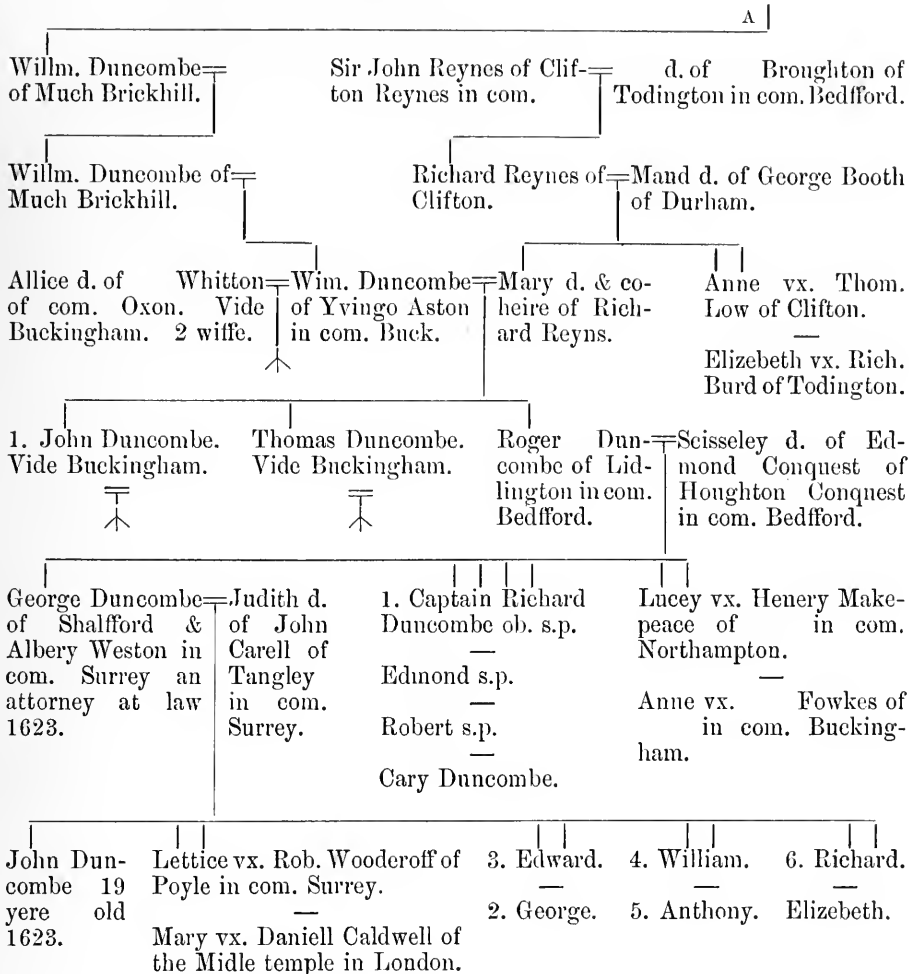 A
Willm. Duncombe
of Much Brickhill.
Sir John Reynes of Clif-
ton Reynes in com.
d. of Broughton of
Todington in com. Bedfford.
Willm. Duncombe of
Much Brickhill.
Richard Reynes of
Clifton.
Mand d. of George Booth
of Durham.
Allice d. of Whitton
of com. Oxon. Vide
Buckingham. 2 wiffe.
Wim. Duncombe
of Yvingo Aston
in com. Buck.
Mary d. & co-
heire of Rich-
ard Reyns.
Anne vx. Thom.
Low of Clifton.
—
Elizebeth vx. Rich.
Burd of Todington.
1. John Duncombe.
Vide Buckingham.
Thomas Duncombe.
Vide Buckingham.
Roger Dun-
combe of Lid-
lington in com.
Bedfford.
Scisseley d. of Ed-
mond Conquest of
Houghton Conquest
in com. Bedfford.
George Duncombe
of Shalfford &
Albery Weston in
com. Surrey an
attorney at law
1623.
Judith d.
of John
Carell of
Tangley
in com.
Surrey.
1. Captain Richard
Duncombe ob. s.p.
—
Edmond s.p.
—
Robert s.p.
—
Cary Duncombe.
Lucey vx. Henery Make-
peace of in com.
Northampton.
—
Anne vx. Fowkes of
in com. Bucking-
ham.
John Dun-
combe 19
yere old
1623.
Lettice vx. Rob. Wooderoff of
Poyle in com. Surrey.
—
Mary vx. Daniell Caldwell of
the Midle temple in London.
3. Edward.
—
2. George.
4. William.
—
5. Anthony.
6. Richard.
—
Elizebeth.